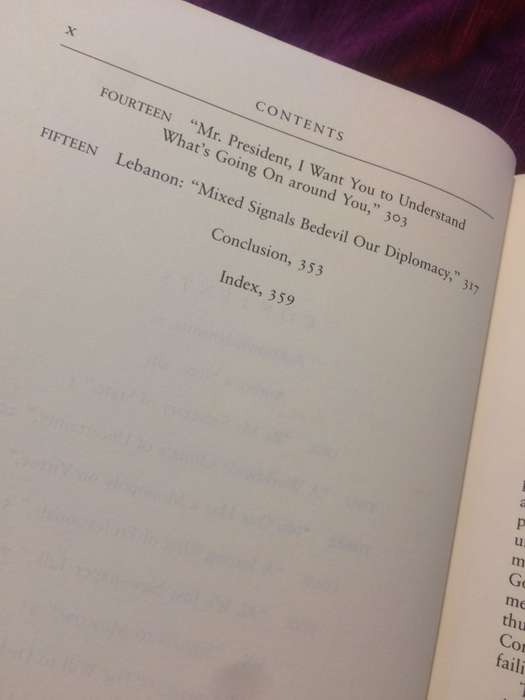 x
CONTENTS
FOURTEEN "Mr. President, I Want You to Understand
What's Going On around You," 303
FIFTEEN Lebanon: "Mixed Signals Bedevil Our Diplomacy," 317
Conclusion, 353
Index, 359